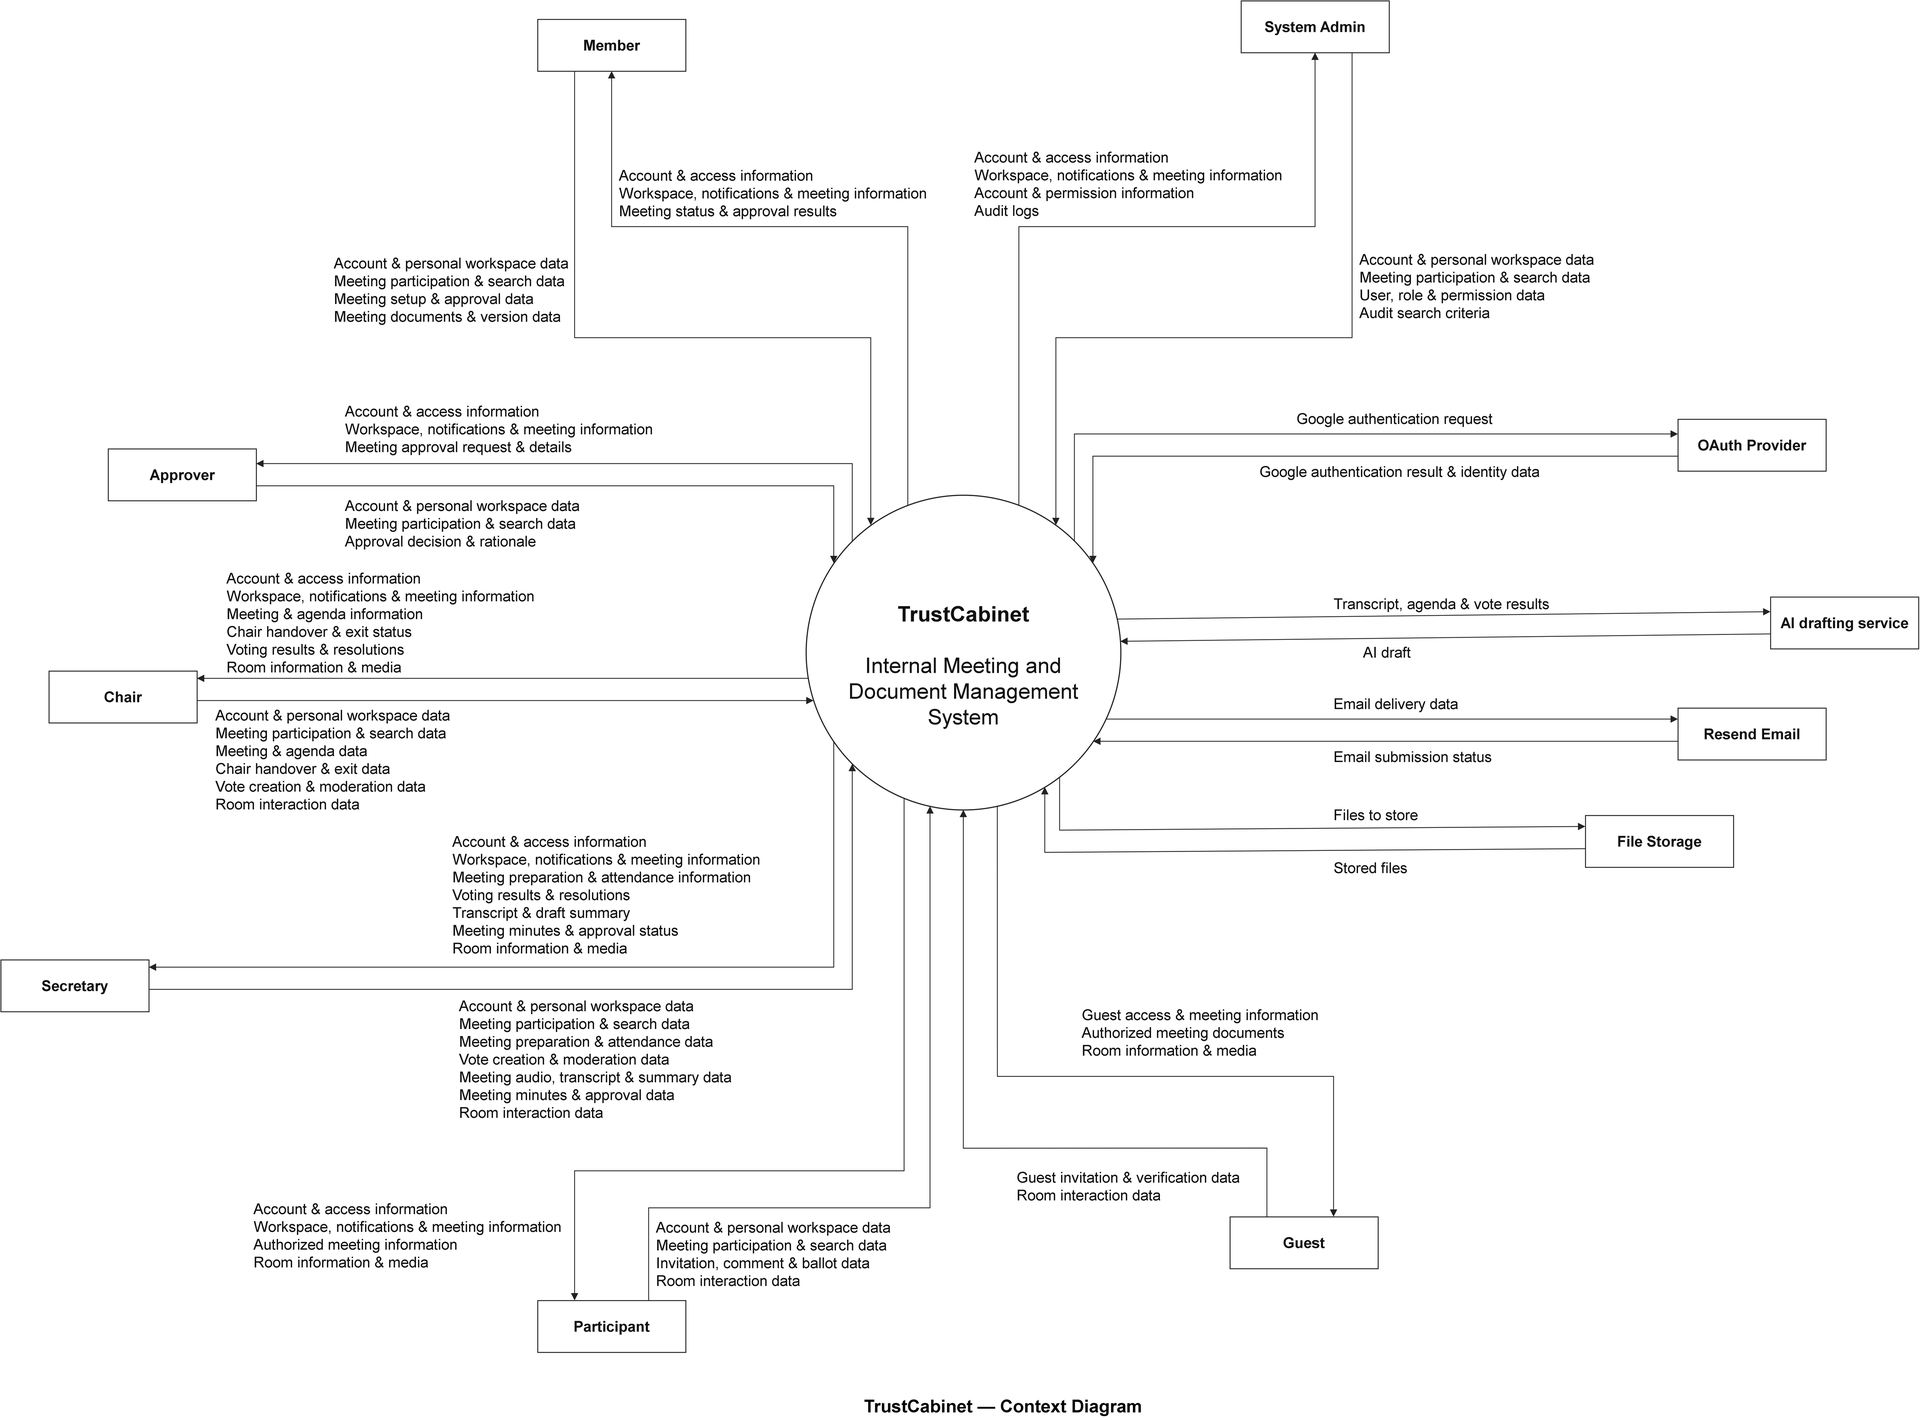 Member
System Admin
Account & access information
Workspace, notifications & meeting information
Meeting status & approval results
Account & access information
Workspace, notifications & meeting information
Account & permission information
Audit logs
Account & personal workspace data
Meeting participation & search data
Meeting setup & approval data
Meeting documents & version data
Account & personal workspace data
Meeting participation & search data
User, role & permission data
Audit search criteria
Account & access information
Workspace, notifications & meeting information
Meeting approval request & details
Approver
Account & personal workspace data
Meeting participation & search data
Approval decision & rationale
Google authentication request
OAuth Provider
Google authentication result & identity data
Account & access information
Workspace, notifications & meeting information
Meeting & agenda information
Chair handover & exit status
Voting results & resolutions
Room information & media
Chair
Account & personal workspace data
Meeting participation & search data
Meeting & agenda data
Chair handover & exit data
Vote creation & moderation data
Room interaction data
TrustCabinet
Internal Meeting and
Document Management
System
Transcript, agenda & vote results
AI drafting service
AI draft
Email delivery data
Resend Email
Email submission status
Files to store
File Storage
Stored files
Account & access information
Workspace, notifications & meeting information
Meeting preparation & attendance information
Voting results & resolutions
Transcript & draft summary
Meeting minutes & approval status
Room information & media
Secretary
Account & personal workspace data
Meeting participation & search data
Meeting preparation & attendance data
Vote creation & moderation data
Meeting audio, transcript & summary data
Meeting minutes & approval data
Room interaction data
Guest access & meeting information
Authorized meeting documents
Room information & media
Guest invitation & verification data
Room interaction data
Guest
Account & access information
Workspace, notifications & meeting information
Authorized meeting information
Room information & media
Account & personal workspace data
Meeting participation & search data
Invitation, comment & ballot data
Room interaction data
Participant
TrustCabinet — Context Diagram